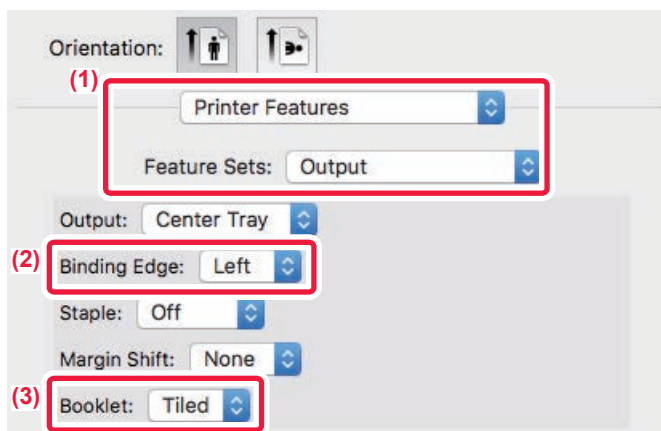 Orientation:
(1)
Printer Features
Feature Sets: Output
Output: Center Tray
(2) Binding Edge: Left
Staple: Off
Margin Shift: None
(3) Booklet: Tiled